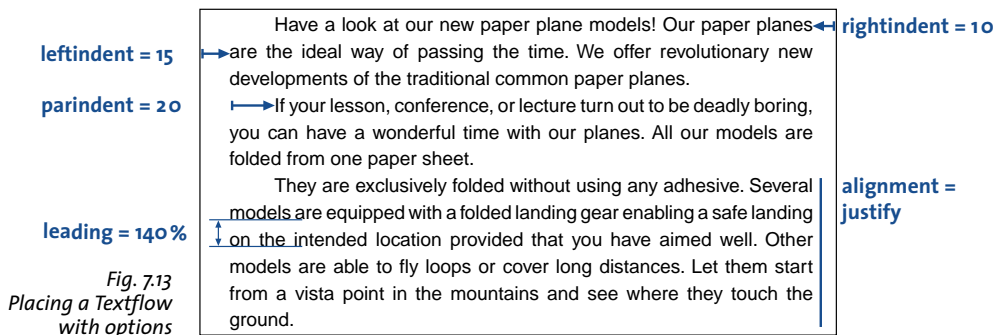 Have a look at our new paper plane models! Our paper planes
rightindent = 10
leftindent = 15
are the ideal way of passing the time. We offer revolutionary new
developments of the traditional common paper planes.
parindent = 20
If your lesson, conference, or lecture turn out to be deadly boring,
you can have a wonderful time with our planes. All our models are
folded from one paper sheet.
They are exclusively folded without using any adhesive. Several
alignment =
justify
models are equipped with a folded landing gear enabling a safe landing
leading = 140%
on the intended location provided that you have aimed well. Other
models are able to fly loops or cover long distances. Let them start
from a vista point in the mountains and see where they touch the
ground.
Fig. 7.13
Placing a Textflow
with options